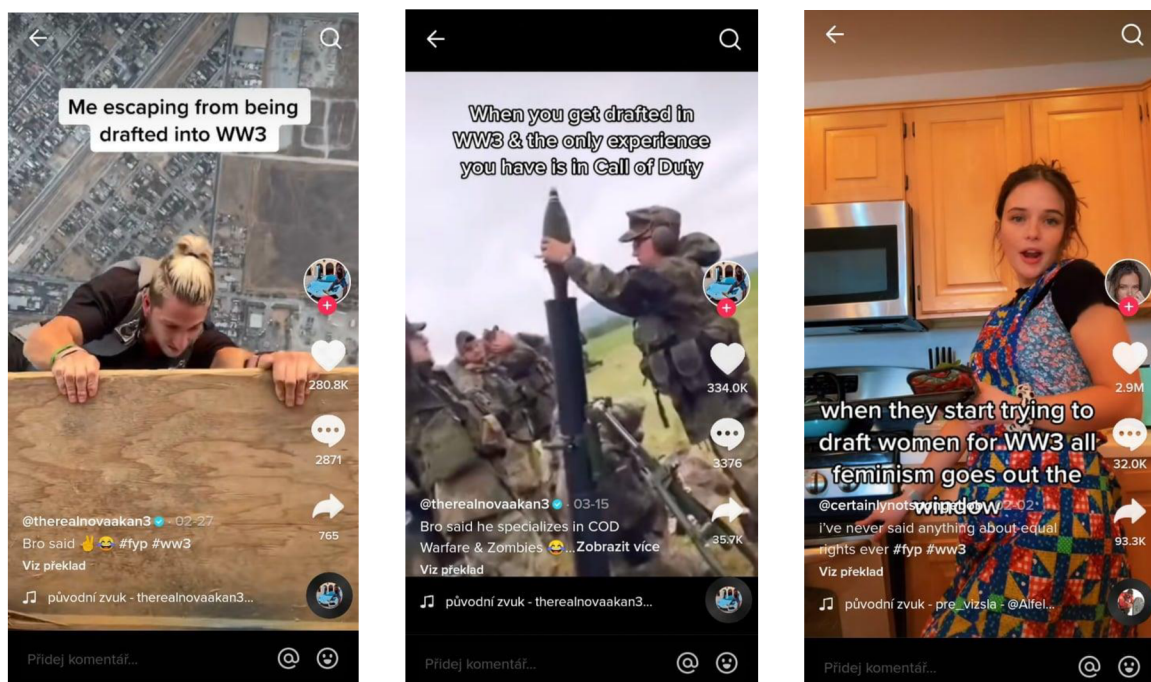 Me escaping from being
drafted into WW3
280.8K
2871
765
@therealnovaakan3 · 02-27
Bro said ✌️😂 #fyp #ww3
Viz překlad
původní zvuk - therealnovaakan3...
Přidej komentář...
When you get drafted in
WW3 & the only experience
you have is in Call of Duty
334.0K
3376
35.7K
@therealnovaakan3 · 03-15
Bro said he specializes in COD
Warfare & Zombies 😂...Zobrazit více
Viz překlad
původní zvuk - therealnovaakan3...
Přidej komentář...
2.9M
when they start trying to
draft women for WW3 all
feminism goes out the
window
32.0K
93.3K
i've never said anything about equal
rights ever #fyp #ww3
Viz překlad
původní zvuk - pre_vizsla - @Alfel...
Přidej komentář...